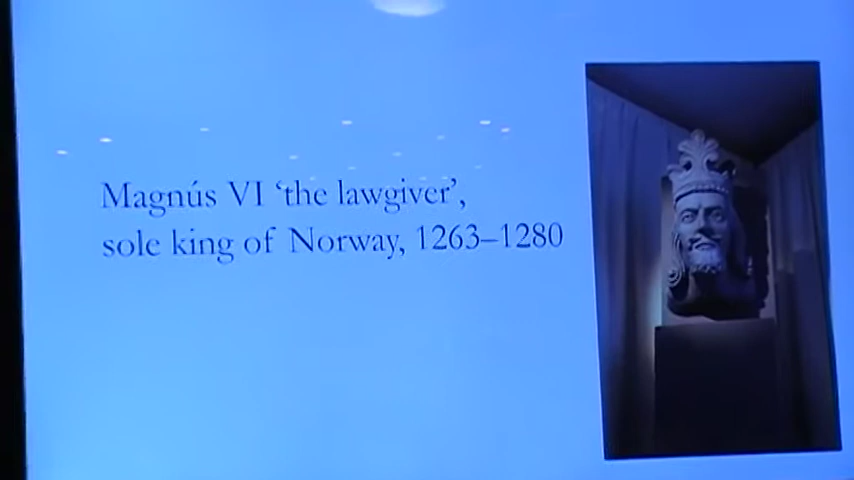 Magnús VI ‘the lawgiver’,
sole king of Norway, 1263–1280